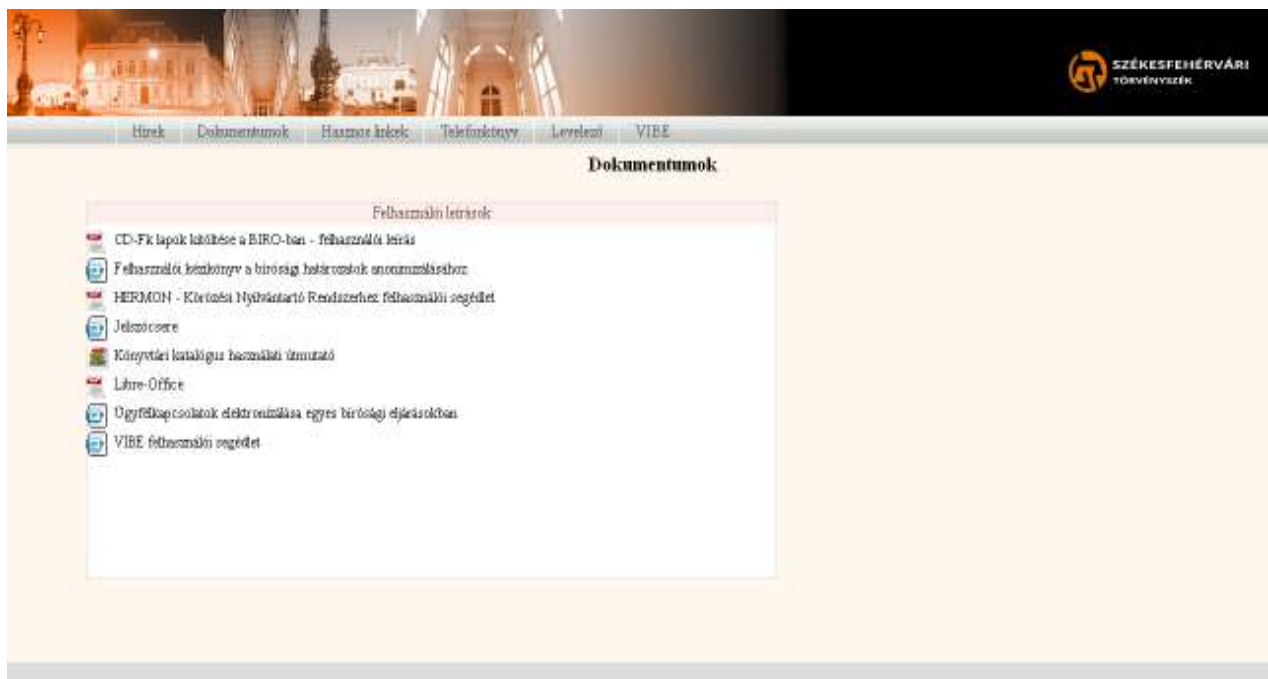 SZÉKESFEHÉRVÁRI
TÖRVÉNYSZÉK
Hírek Dokumentumok Hasznos linkek Telefonkönyv Levelező VIBE
Dokumentumok
Felhasználói leírások
CD-Fk lapok kitöltése a BIRO-ban - felhasználói leírás
Felhasználói kézikönyv a bírósági határozatok anonimizálásához
HERMON - Körözési Nyilvántartó Rendszerhez felhasználói segédlet
Jelszócsere
Könyvtári katalógus használati útmutató
Libre-Office
Ügyfélkapcsolatok elektronizálása egyes bírósági eljárásokban
VIBE felhasználói segédlet